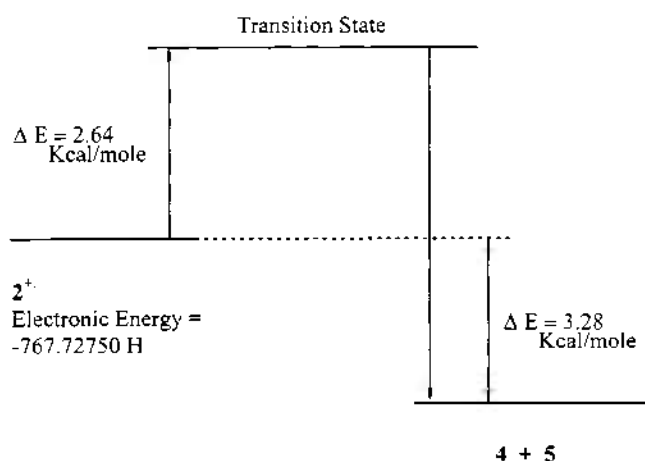 Transition State
Δ E = 2.64
Kcal/mole
2⁺·
Electronic Energy =
-767.72750 H
Δ E = 3.28
Kcal/mole
4 + 5